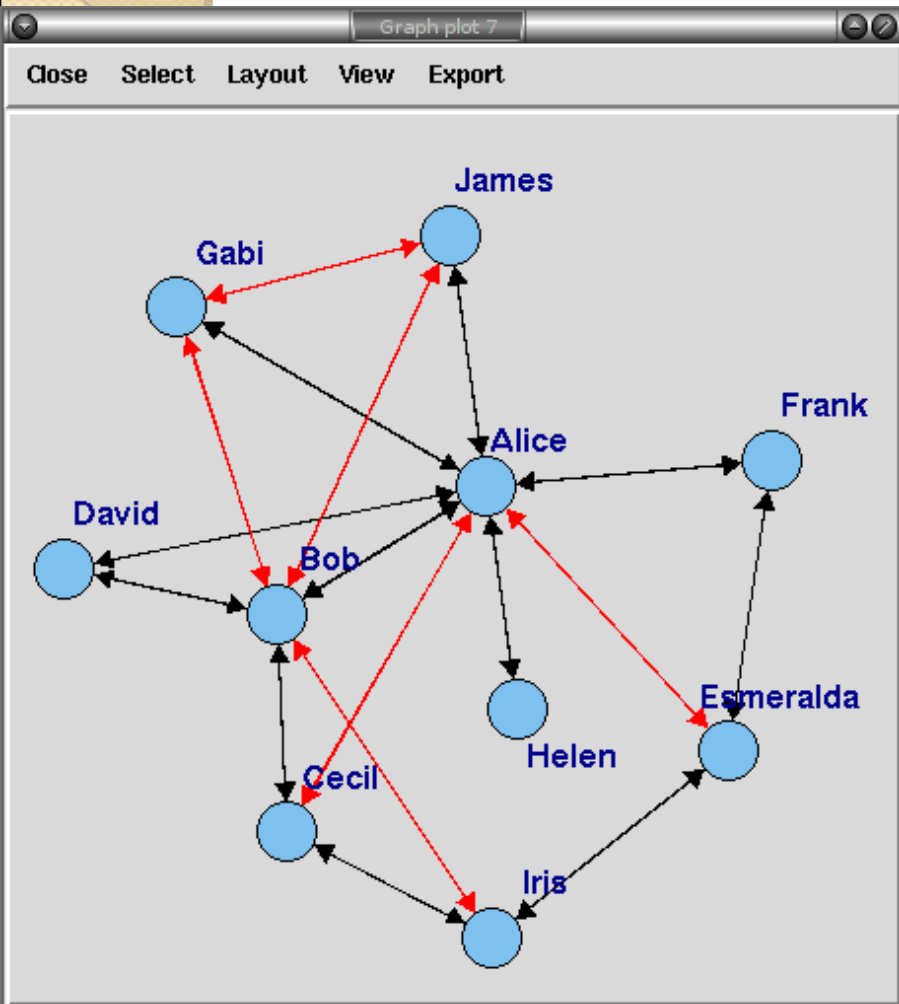 Graph plot 7
Close Select Layout View Export
James
Gabi
Frank
Alice
David
Bob
Esmeralda
Helen
Cecil
Iris